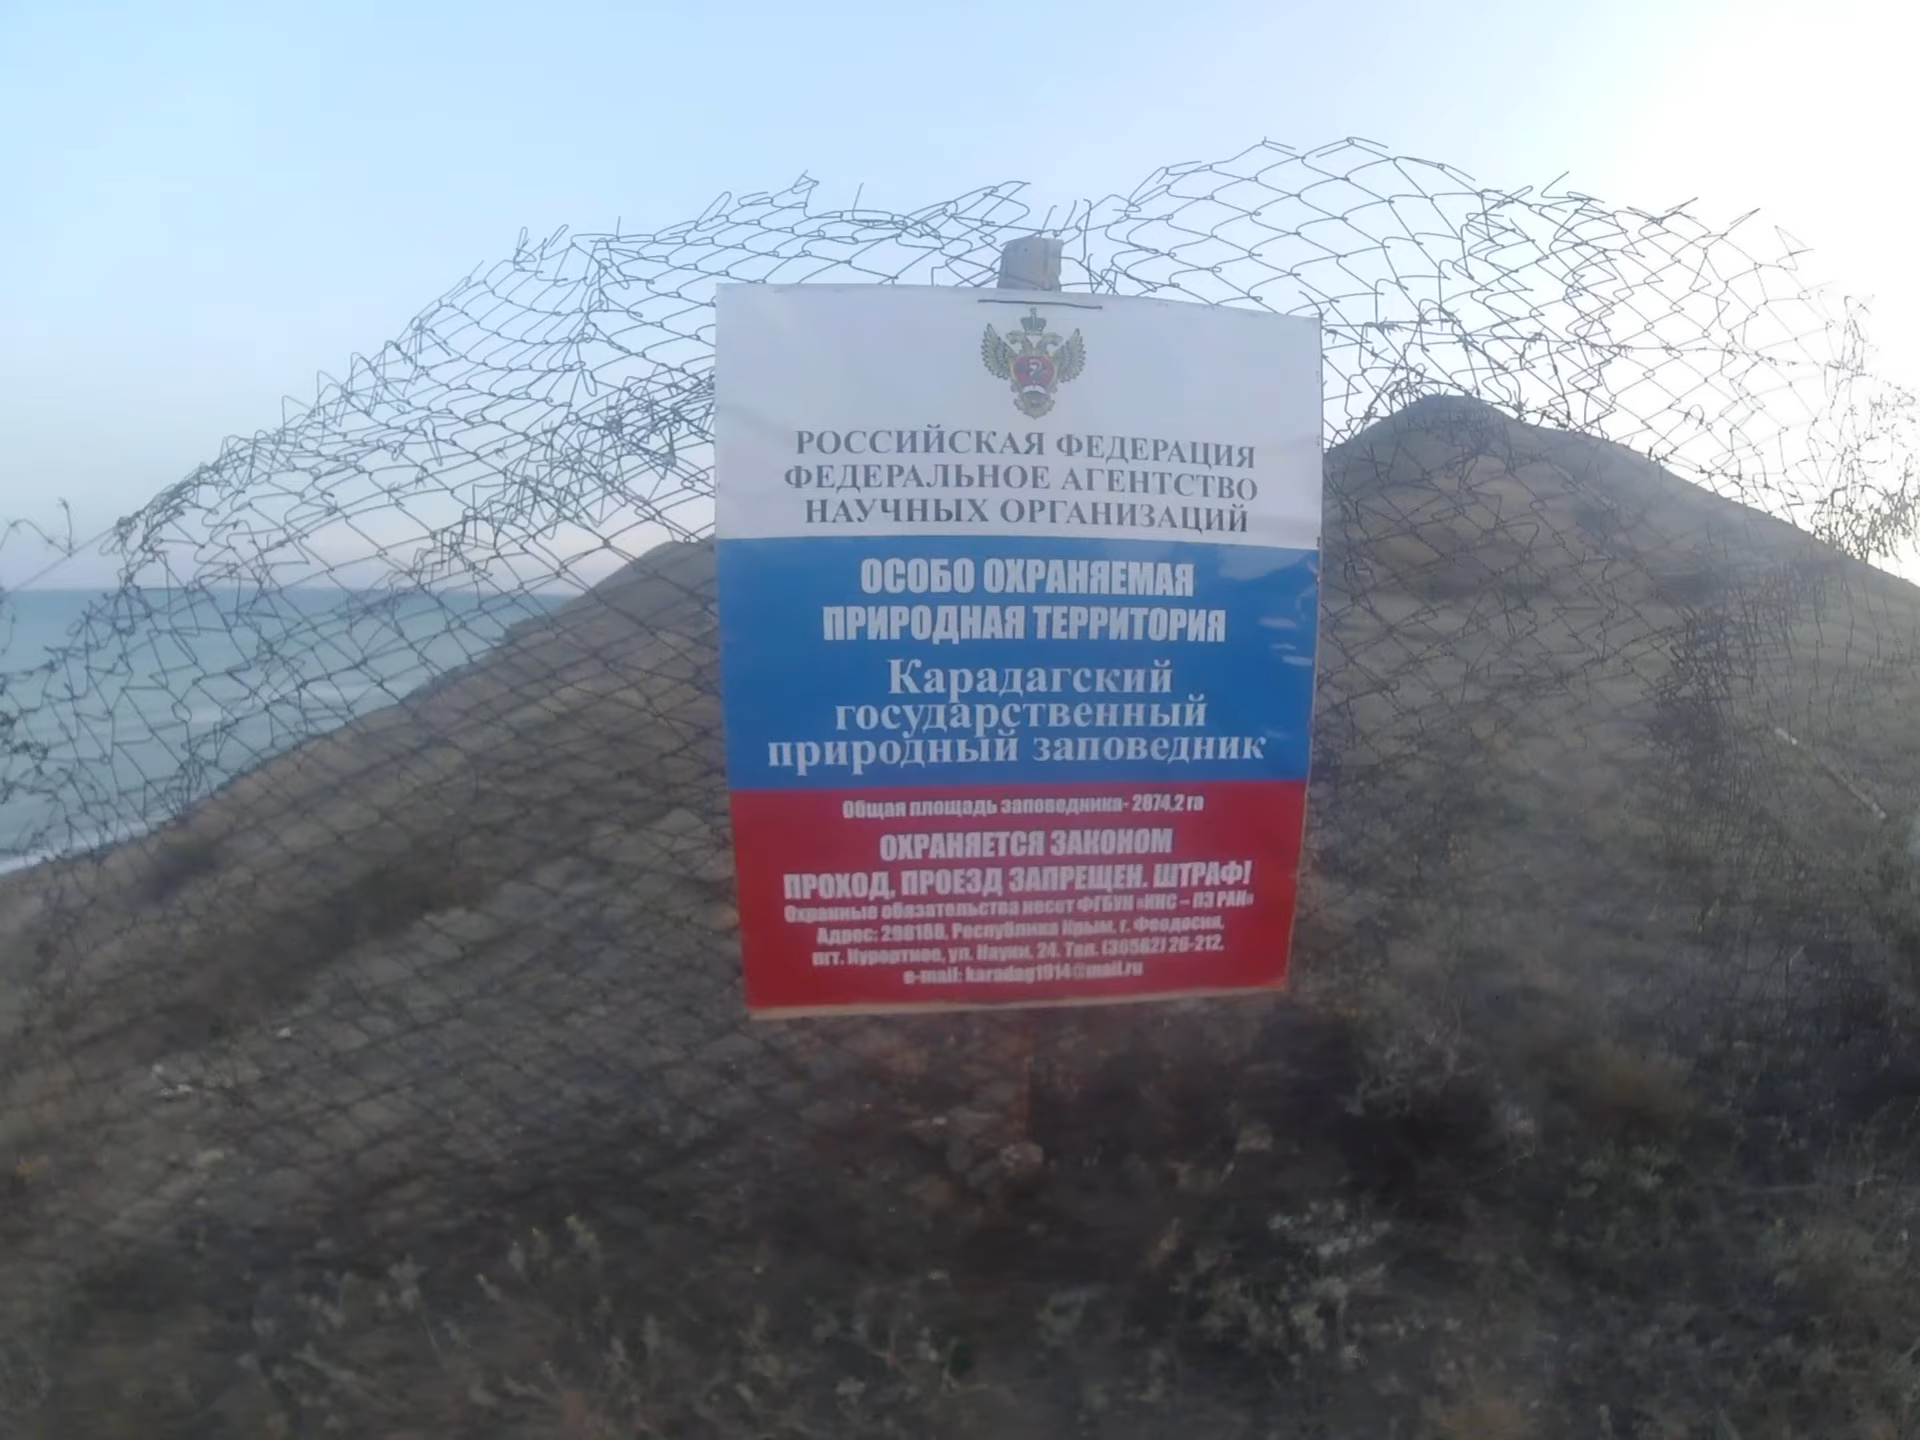 РОССИЙСКАЯ ФЕДЕРАЦИЯ
ФЕДЕРАЛЬНОЕ АГЕНТСТВО
НАУЧНЫХ ОРГАНИЗАЦИЙ
ОСОБО ОХРАНЯЕМАЯ
ПРИРОДНАЯ ТЕРРИТОРИЯ
Карадагский
государственный
природный заповедник
Общая площадь заповедника- 2874,2 га
ОХРАНЯЕТСЯ ЗАКОНОМ
ПРОХОД, ПРОЕЗД ЗАПРЕЩЕН. ШТРАФ!
Охранные обязательства несет ФГБУН «КНС – ПЗ РАН»
Адрес: 298188, Республика Крым, г. Феодосия,
пгт. Курортное, ул. Науки, 24. Тел. (36562) 26-212,
e-mail: karadag1914@mail.ru